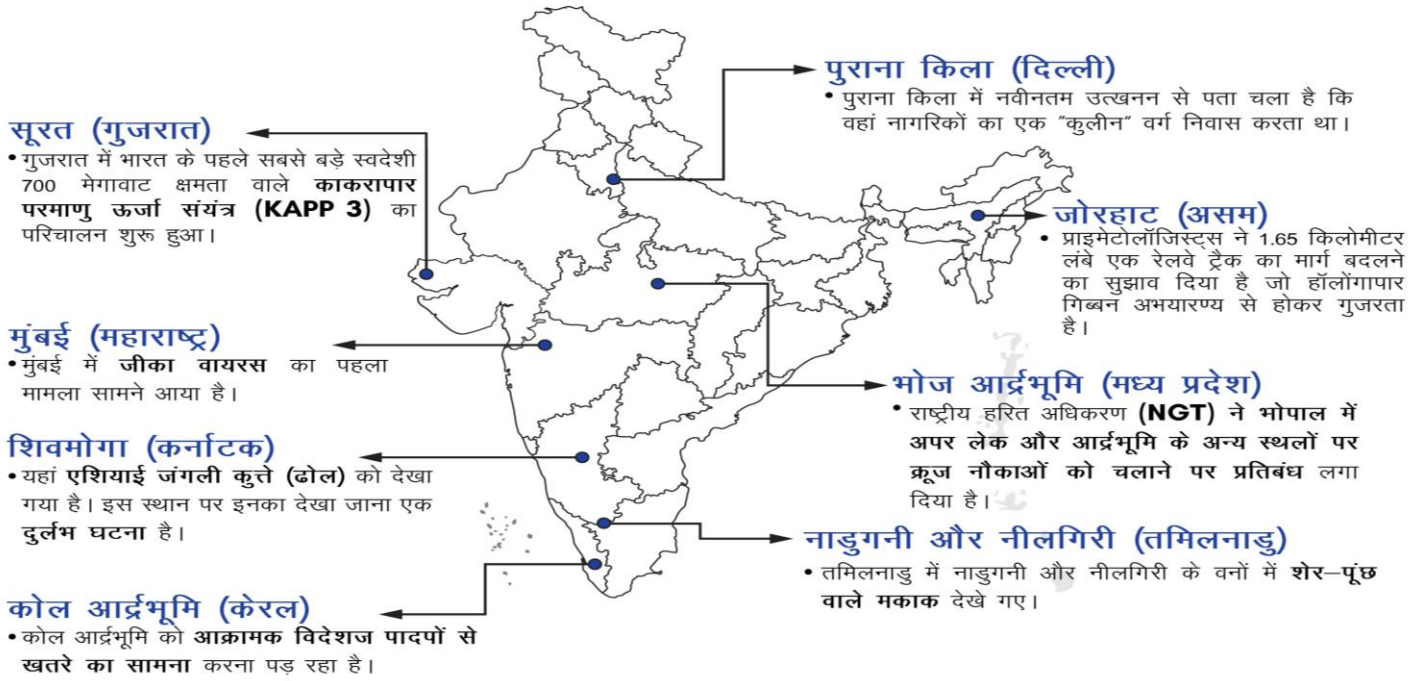 सूरत (गुजरात)
• गुजरात में भारत के पहले सबसे बड़े स्वदेशी
700 मेगावाट क्षमता वाले काकरापार
परमाणु ऊर्जा संयंत्र (KAPP 3) का
परिचालन शुरू हुआ।
मुंबई (महाराष्ट्र)
• मुंबई में जीका वायरस का पहला
मामला सामने आया है।
शिवमोगा (कर्नाटक)
• यहां एशियाई जंगली कुत्ते (ढोल) को देखा
गया है। इस स्थान पर इनका देखा जाना एक
दुर्लभ घटना है।
कोल आर्द्रभूमि (केरल)
• कोल आर्द्रभूमि को आक्रामक विदेशज पादपों से
खतरे का सामना करना पड़ रहा है।
पुराना किला (दिल्ली)
• पुराना किला में नवीनतम उत्खनन से पता चला है कि
वहां नागरिकों का एक "कुलीन" वर्ग निवास करता था।
जोरहाट (असम)
• प्राइमेटोलॉजिस्ट्स ने 1.65 किलोमीटर
लंबे एक रेलवे ट्रैक का मार्ग बदलने
का सुझाव दिया है जो हॉलोंगापार
गिब्बन अभयारण्य से होकर गुजरता
है।
भोज आर्द्रभूमि (मध्य प्रदेश)
• राष्ट्रीय हरित अधिकरण (NGT) ने भोपाल में
अपर लेक और आर्द्रभूमि के अन्य स्थलों पर
क्रूज नौकाओं को चलाने पर प्रतिबंध लगा
दिया है।
नाडुगनी और नीलगिरी (तमिलनाडु)
• तमिलनाडु में नाडुगनी और नीलगिरी के वनों में शेर–पूंछ
वाले मकाक देखे गए।